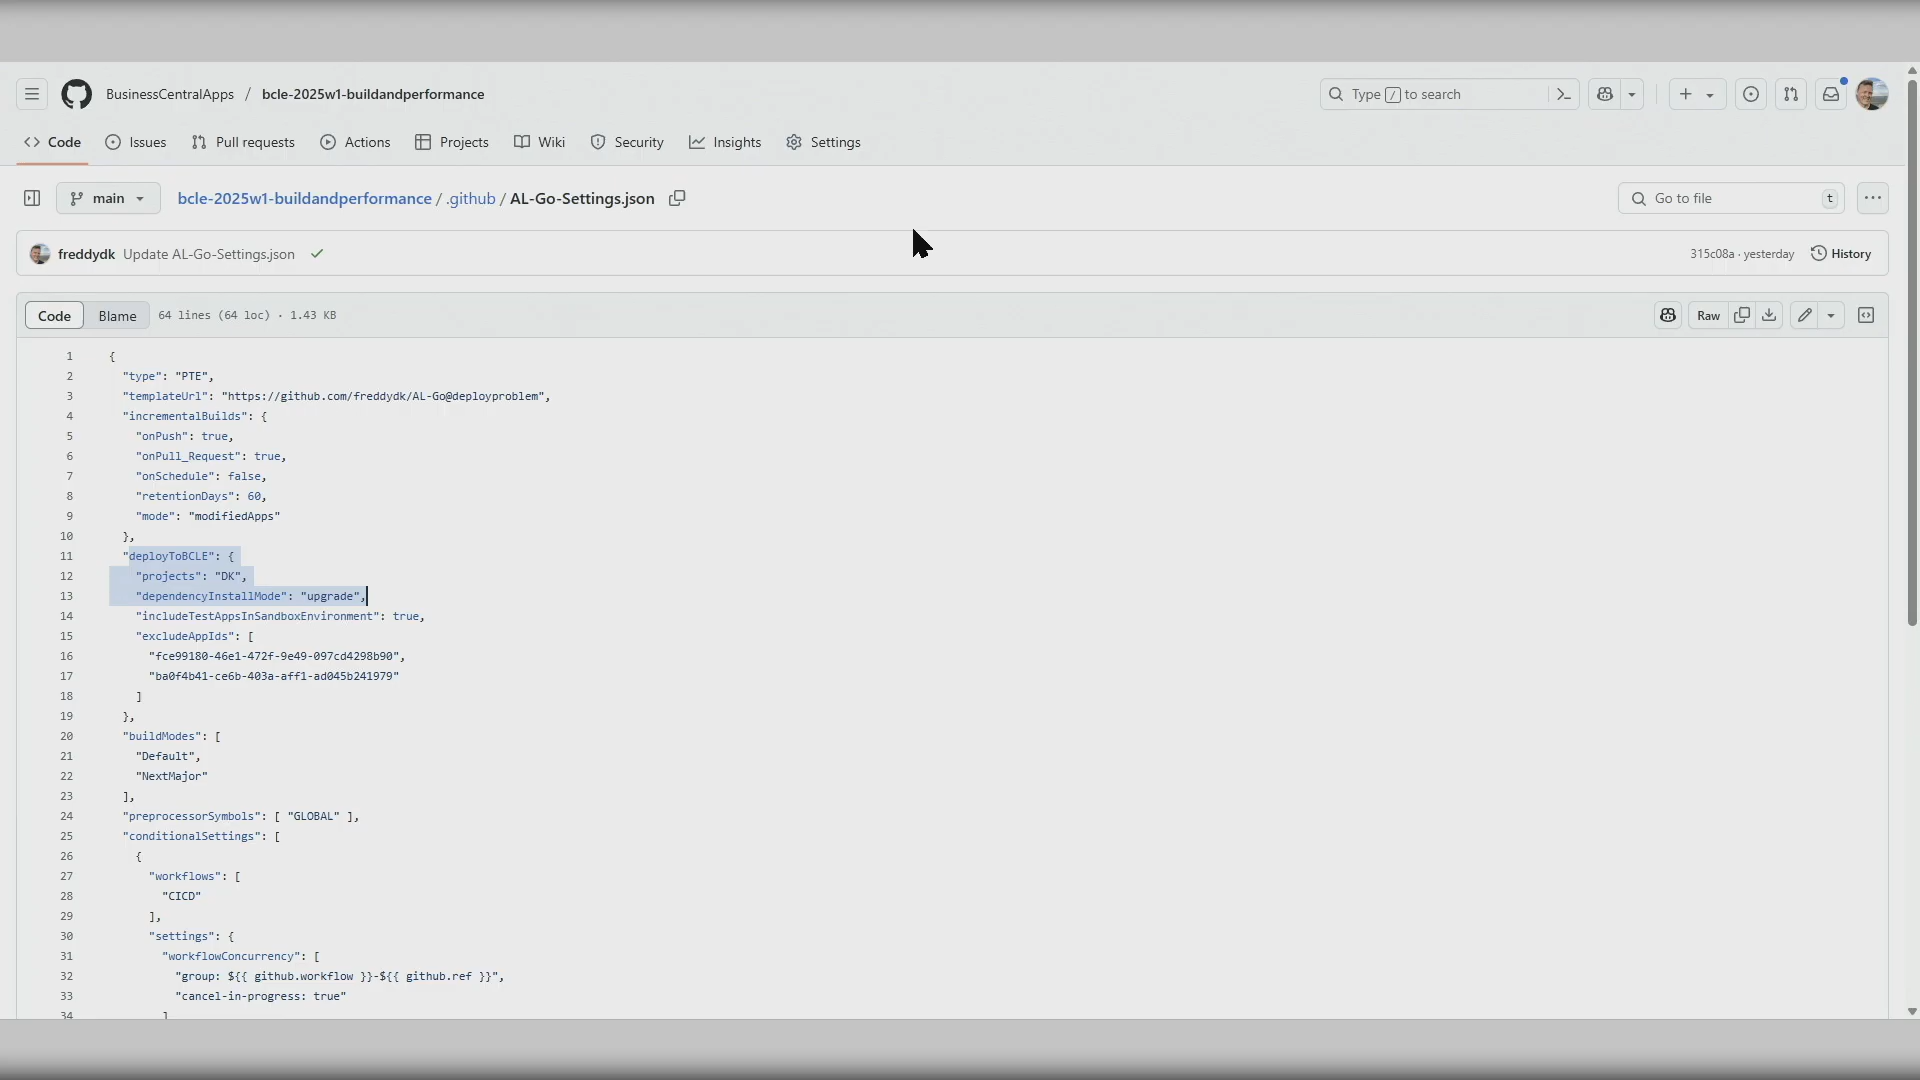 BusinessCentralApps / bcle-2025w1-buildandperformance
Type / to search
Code Issues Pull requests Actions Projects Wiki Security Insights Settings
main bcle-2025w1-buildandperformance / .github / AL-Go-Settings.json
Go to file t
freddydk Update AL-Go-Settings.json
315c08a · yesterday History
Code Blame 64 lines (64 loc) · 1.43 KB
Raw
1 {
2 "type": "PTE",
3 "templateUrl": "https://github.com/freddydk/AL-Go@deployproblem",
4 "incrementalBuilds": {
5 "onPush": true,
6 "onPull_Request": true,
7 "onSchedule": false,
8 "retentionDays": 60,
9 "mode": "modifiedApps"
10 },
11 "deployToBCLE": {
12 "projects": "DK",
13 "dependencyInstallMode": "upgrade",
14 "includeTestAppsInSandboxEnvironment": true,
15 "excludeAppIds": [
16 "fce99180-46e1-472f-9e49-097cd4298b90",
17 "ba0f4b41-ce6b-403a-aff1-ad045b241979"
18 ]
19 },
20 "buildModes": [
21 "Default",
22 "NextMajor"
23 ],
24 "preprocessorSymbols": [ "GLOBAL" ],
25 "conditionalSettings": [
26 {
27 "workflows": [
28 "CICD"
29 ],
30 "settings": {
31 "workflowConcurrency": [
32 "group: ${{ github.workflow }}-${{ github.ref }}",
33 "cancel-in-progress: true"
34 ]